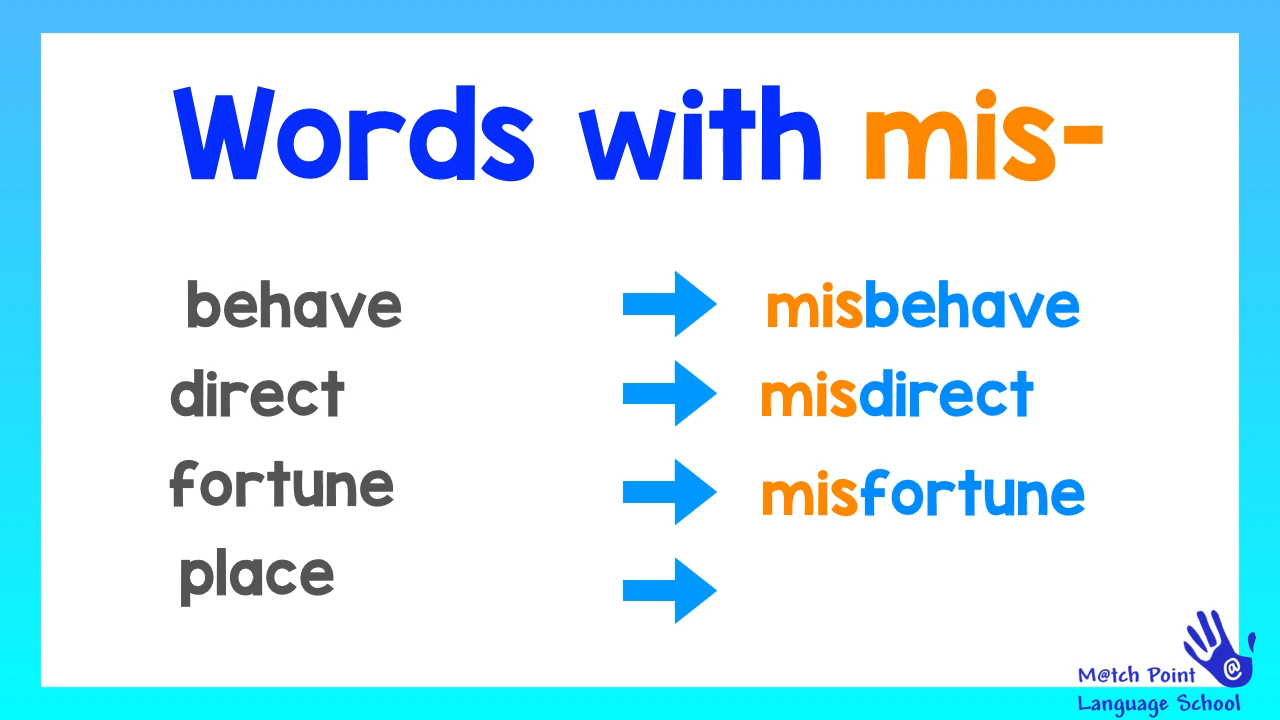 Words with mis-
behave misbehave
direct misdirect
fortune misfortune
place
M@tch Point
Language School
@